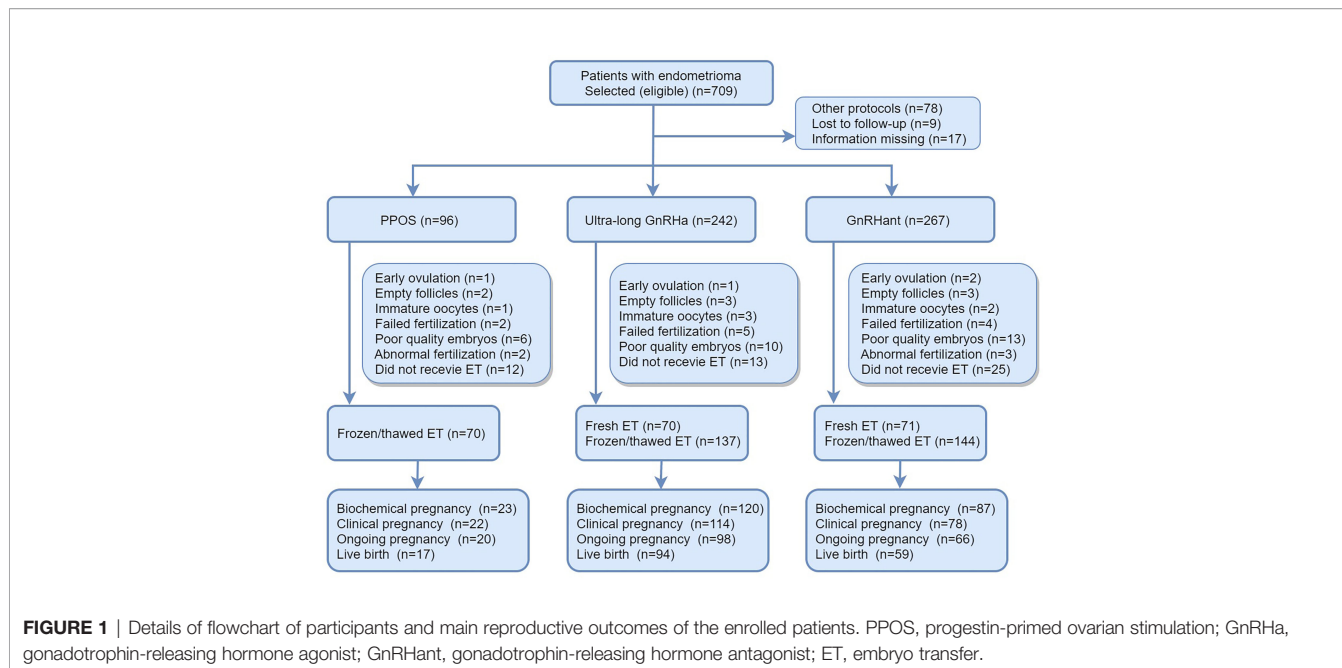 Patients with endometrioma
Selected (eligible) (n=709)
Other protocols (n=78)
Lost to follow-up (n=9)
Information missing (n=17)
PPOS (n=96)
Ultra-long GnRHa (n=242)
GnRHant (n=267)
Early ovulation (n=1)
Empty follicles (n=2)
Immature oocytes (n=1)
Failed fertilization (n=2)
Poor quality embryos (n=6)
Abnormal fertilization (n=2)
Did not recevie ET (n=12)
Early ovulation (n=1)
Empty follicles (n=3)
Immature oocytes (n=3)
Failed fertilization (n=5)
Poor quality embryos (n=10)
Did not recevie ET (n=13)
Early ovulation (n=2)
Empty follicles (n=3)
Immature oocytes (n=2)
Failed fertilization (n=4)
Poor quality embryos (n=13)
Abnormal fertilization (n=3)
Did not recevie ET (n=25)
Frozen/thawed ET (n=70)
Fresh ET (n=70)
Frozen/thawed ET (n=137)
Fresh ET (n=71)
Frozen/thawed ET (n=144)
Biochemical pregnancy (n=23)
Clinical pregnancy (n=22)
Ongoing pregnancy (n=20)
Live birth (n=17)
Biochemical pregnancy (n=120)
Clinical pregnancy (n=114)
Ongoing pregnancy (n=98)
Live birth (n=94)
Biochemical pregnancy (n=87)
Clinical pregnancy (n=78)
Ongoing pregnancy (n=66)
Live birth (n=59)
FIGURE 1 | Details of flowchart of participants and main reproductive outcomes of the enrolled patients. PPOS, progestin-primed ovarian stimulation; GnRHa,
gonadotrophin-releasing hormone agonist; GnRHant, gonadotrophin-releasing hormone antagonist; ET, embryo transfer.